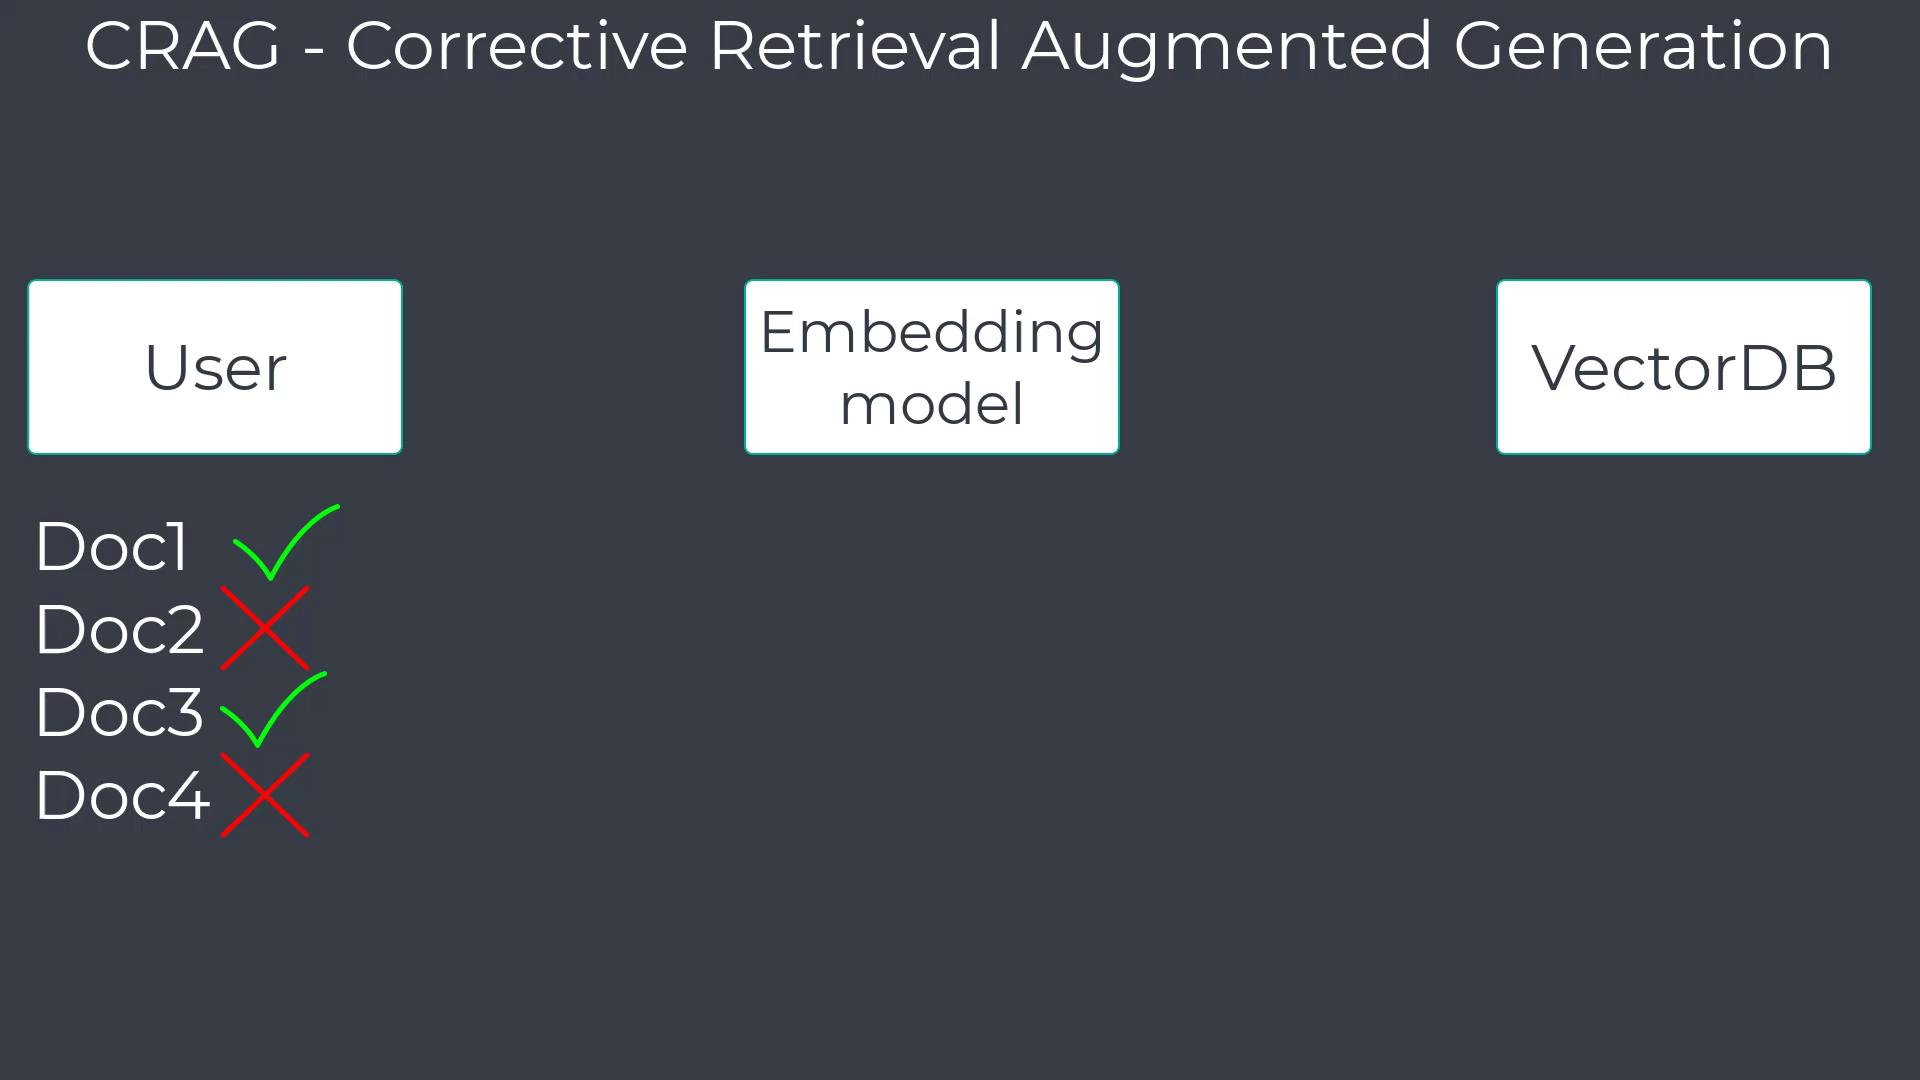 CRAG - Corrective Retrieval Augmented Generation
User
Embedding
model
VectorDB
Doc1
Doc2
Doc3
Doc4